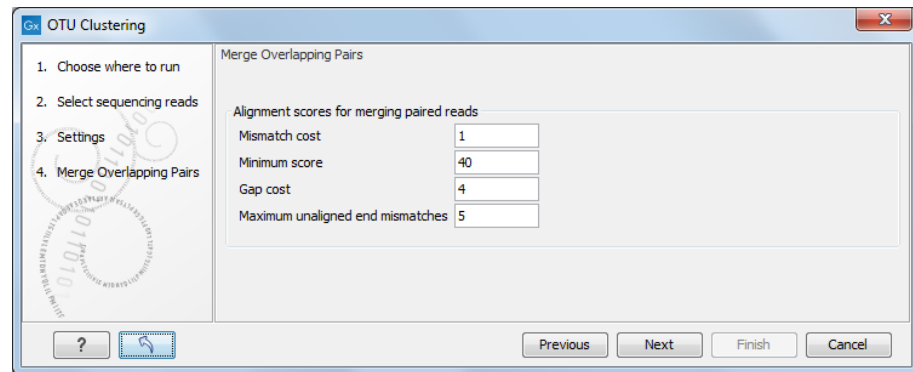 Gx OTU Clustering
X
1. Choose where to run
2. Select sequencing reads
3. Settings
4. Merge Overlapping Pairs
Merge Overlapping Pairs
Alignment scores for merging paired reads
Mismatch cost 1
Minimum score 40
Gap cost 4
Maximum unaligned end mismatches 5
?
Previous Next Finish Cancel